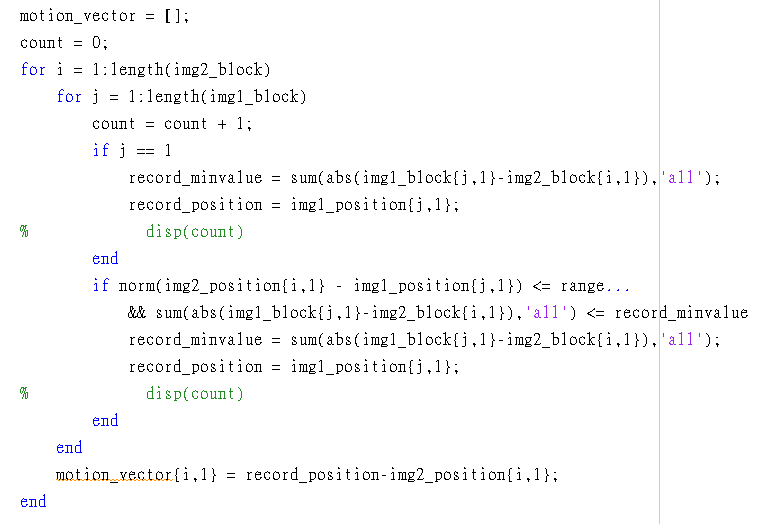 motion_vector = [];
count = 0;
for i = 1:length(img2_block)
    for j = 1:length(img1_block)
        count = count + 1;
        if j == 1
            record_minvalue = sum(abs(img1_block{j,1}-img2_block{i,1}),'all');
            record_position = img1_position{j,1};
%             disp(count)
        end
        if norm(img2_position{i,1} - img1_position{j,1}) <= range...
            && sum(abs(img1_block{j,1}-img2_block{i,1}),'all') <= record_minvalue
            record_minvalue = sum(abs(img1_block{j,1}-img2_block{i,1}),'all');
            record_position = img1_position{j,1};
%             disp(count)
        end
    end
    motion_vector{i,1} = record_position-img2_position{i,1};
end